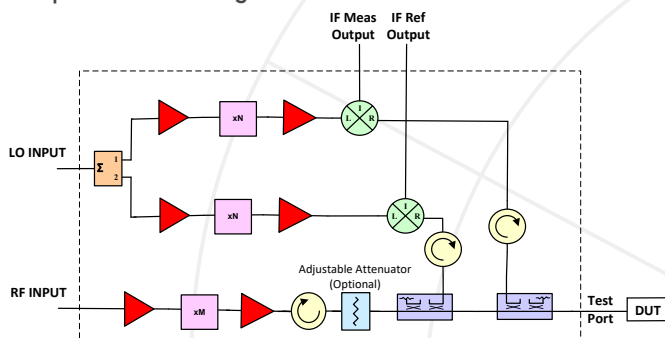 IF Meas Output
IF Ref Output
L I R
xN
LO INPUT
Σ 1 2
xN
L I R
Adjustable Attenuator (Optional)
RF INPUT
xM
Test Port
DUT